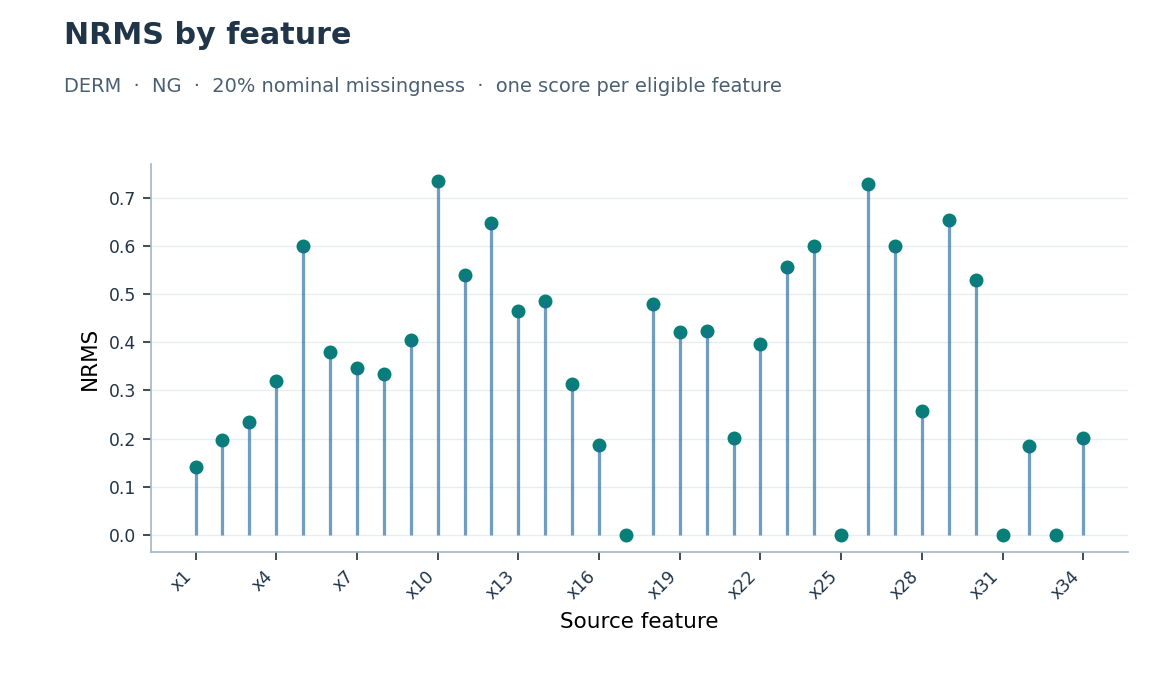 NRMS by feature
DERM · NG · 20% nominal missingness · one score per eligible feature
0.7
0.6
0.5
0.4
0.3
0.2
0.1
0.0
NRMS
x1 x4 x7 x10 x13 x16 x19 x22 x25 x28 x31 x34
Source feature